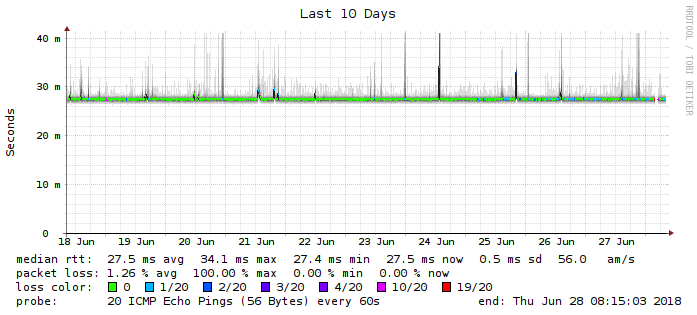 Last 10 Days
RRDTOOL / TOBI OETIKER
Seconds
40 m
30 m
20 m
10 m
0
18 Jun 19 Jun 20 Jun 21 Jun 22 Jun 23 Jun 24 Jun 25 Jun 26 Jun 27 Jun
median rtt: 27.5 ms avg 34.1 ms max 27.4 ms min 27.5 ms now 0.5 ms sd 56.0 am/s
packet loss: 1.26 % avg 100.00 % max 0.00 % min 0.00 % now
loss color: 0 1/20 2/20 3/20 4/20 10/20 19/20
probe: 20 ICMP Echo Pings (56 Bytes) every 60s end: Thu Jun 28 08:15:03 2018